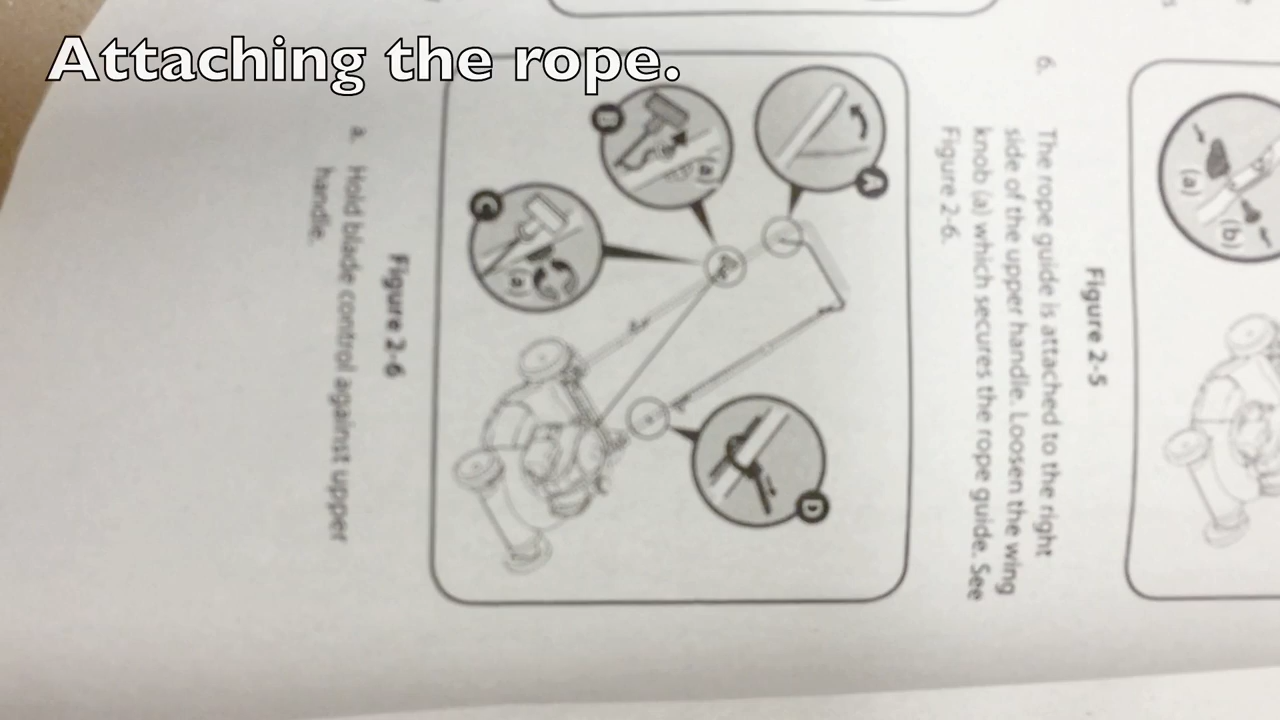 Attaching the rope.
(a)
(b)
Figure 2-5
6. The rope guide is attached to the right
side of the upper handle. Loosen the wing
knob (a) which secures the rope guide. See
Figure 2-6.
A
B
(a)
C
(a)
D
Figure 2-6
a. Hold blade control against upper
handle.